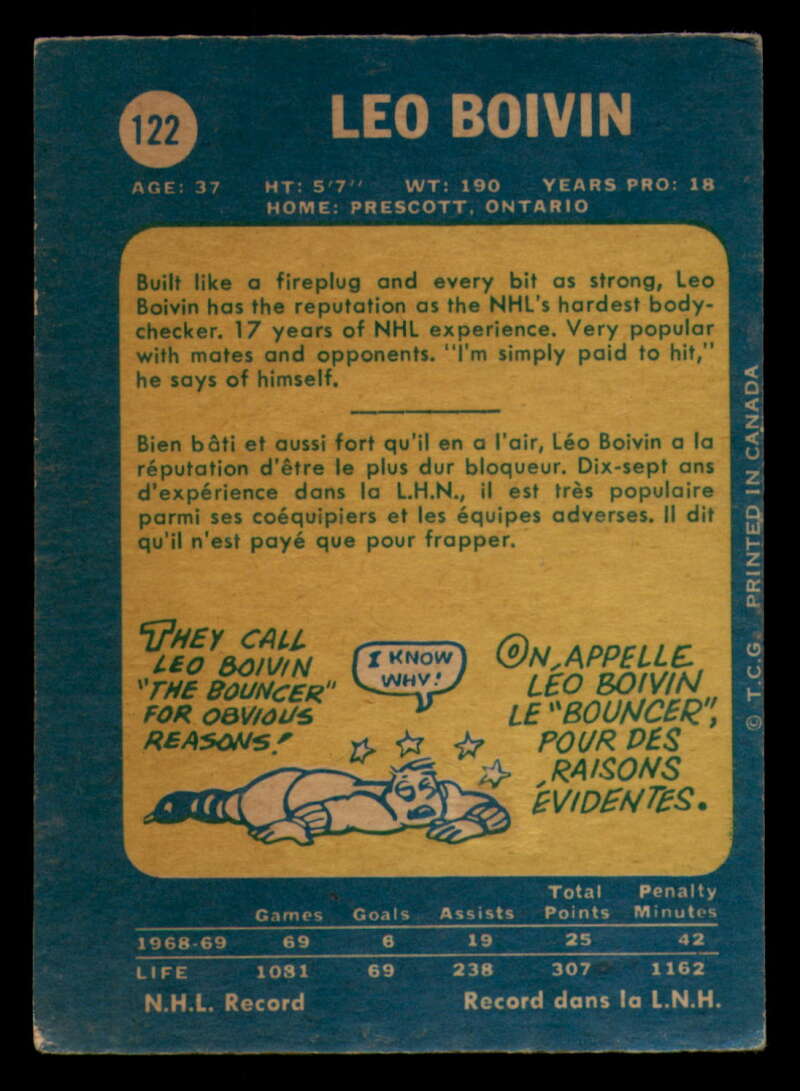 122
LEO BOIVIN
AGE: 37 HT: 5'7" WT: 190 YEARS PRO: 18
HOME: PRESCOTT, ONTARIO
Built like a fireplug and every bit as strong, Leo
Boivin has the reputation as the NHL's hardest body-
checker. 17 years of NHL experience. Very popular
with mates and opponents. "I'm simply paid to hit,"
he says of himself.
Bien bâti et aussi fort qu'il en a l'air, Léo Boivin a la
réputation d'être le plus dur bloqueur. Dix-sept ans
d'expérience dans la L.H.N., il est très populaire
parmi ses coéquipiers et les équipes adverses. Il dit
qu'il n'est payé que pour frapper.
THEY CALL
LEO BOIVIN
"THE BOUNCER"
FOR OBVIOUS
REASONS!
I KNOW
WHY!
ON APPELLE
LÉO BOIVIN
LE "BOUNCER",
POUR DES
RAISONS
ÉVIDENTES.
Games Goals Assists Total Points Penalty Minutes
1968-69 69 6 19 25 42
LIFE 1081 69 238 307 1162
N.H.L. Record Record dans la L.N.H.
© T.C.G. PRINTED IN CANADA